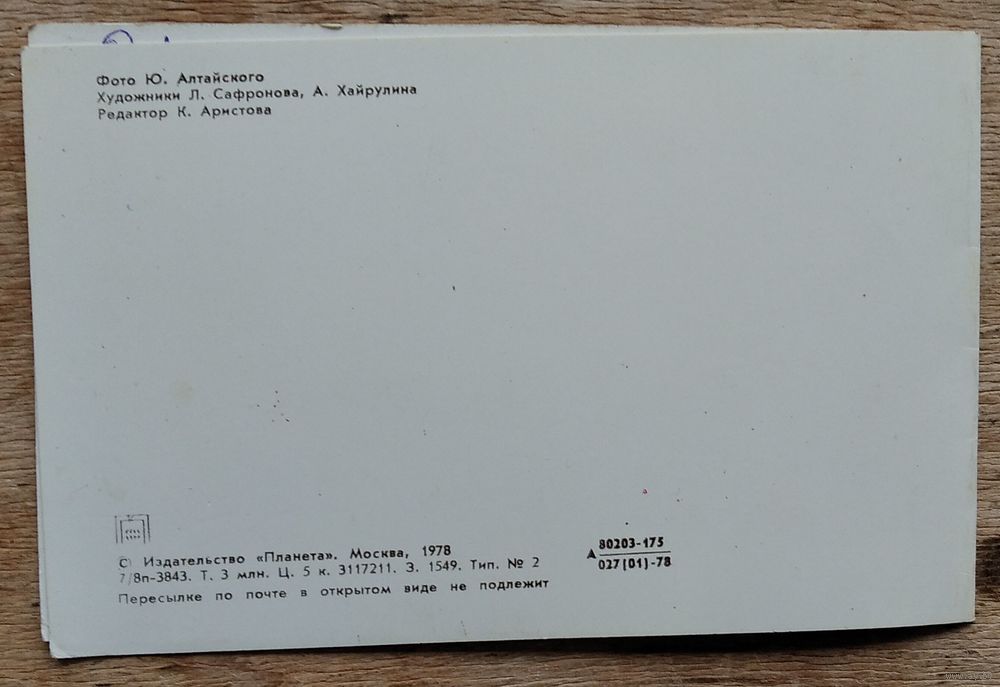 Фото Ю. Алтайского
Художники Л. Сафронова, А. Хайрулина
Редактор К. Аристова
© Издательство «Планета». Москва, 1978
7/8п-3843. Т. 3 млн. Ц. 5 к. 3117211. З. 1549. Тип. № 2
Пересылке по почте в открытом виде не подлежит
А 80203-175
027(01)-78